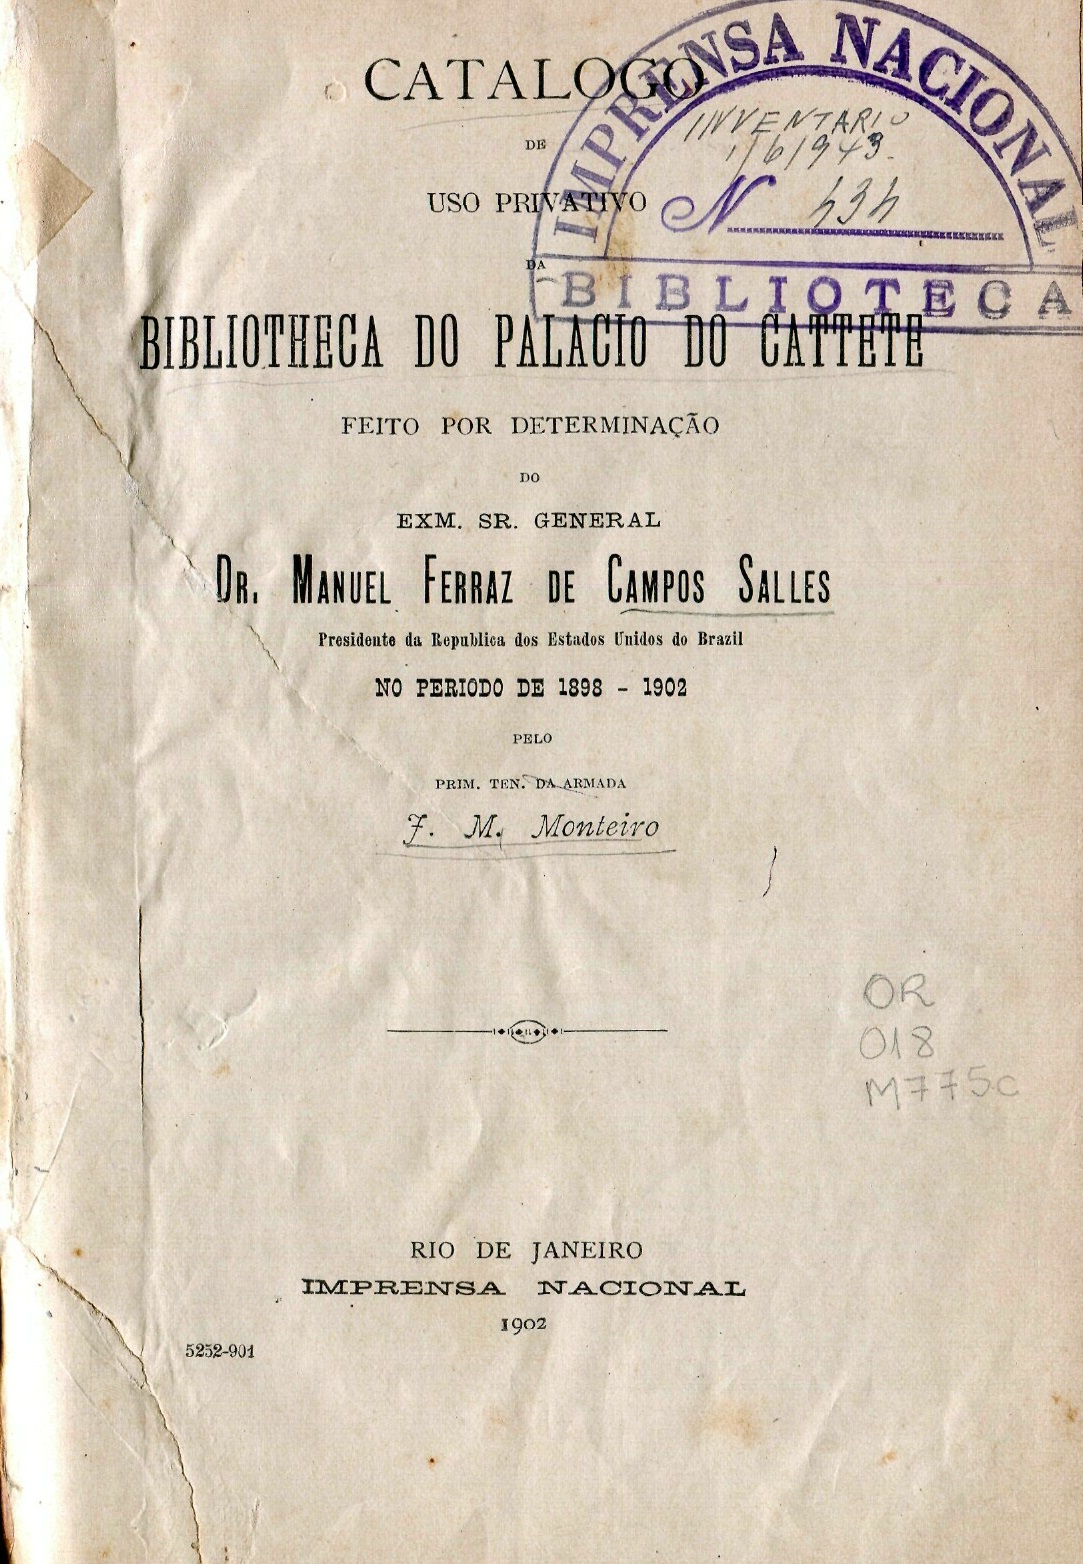 CATALOGO
DE
USO PRIVATIVO
DA
BIBLIOTHECA DO PALACIO DO CATTETE
FEITO POR DETERMINAÇÃO
DO
EXM. SR. GENERAL
DR. MANUEL FERRAZ DE CAMPOS SALLES
Presidente da Republica dos Estados Unidos do Brazil
NO PERIODO DE 1898 - 1902
PELO
PRIM. TEN. DA ARMADA
J. M. Monteiro
RIO DE JANEIRO
IMPRENSA NACIONAL
1902
5252-901
IMPRENSA NACIONAL
INVENTARIO
1/6/943.
N 434
BIBLIOTECA
OR
018
M775c